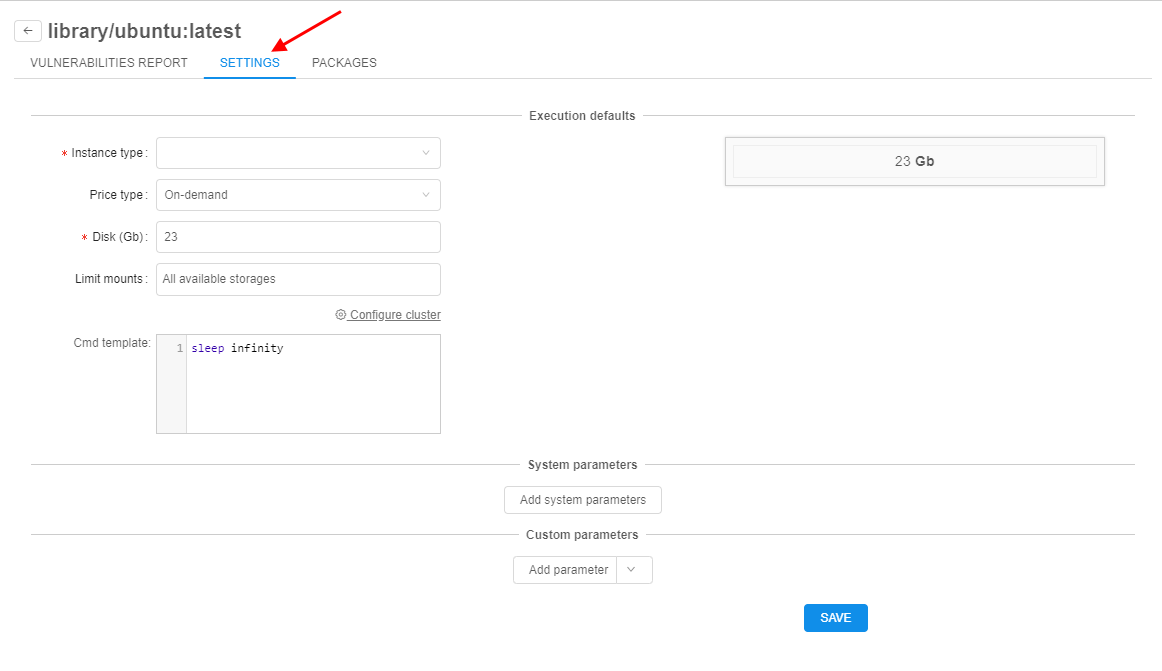 library/ubuntu:latest
VULNERABILITIES REPORT SETTINGS PACKAGES
Execution defaults
* Instance type:
23 Gb
Price type: On-demand
* Disk (Gb): 23
Limit mounts: All available storages
Configure cluster
Cmd template: 1 sleep infinity
System parameters
Add system parameters
Custom parameters
Add parameter
SAVE